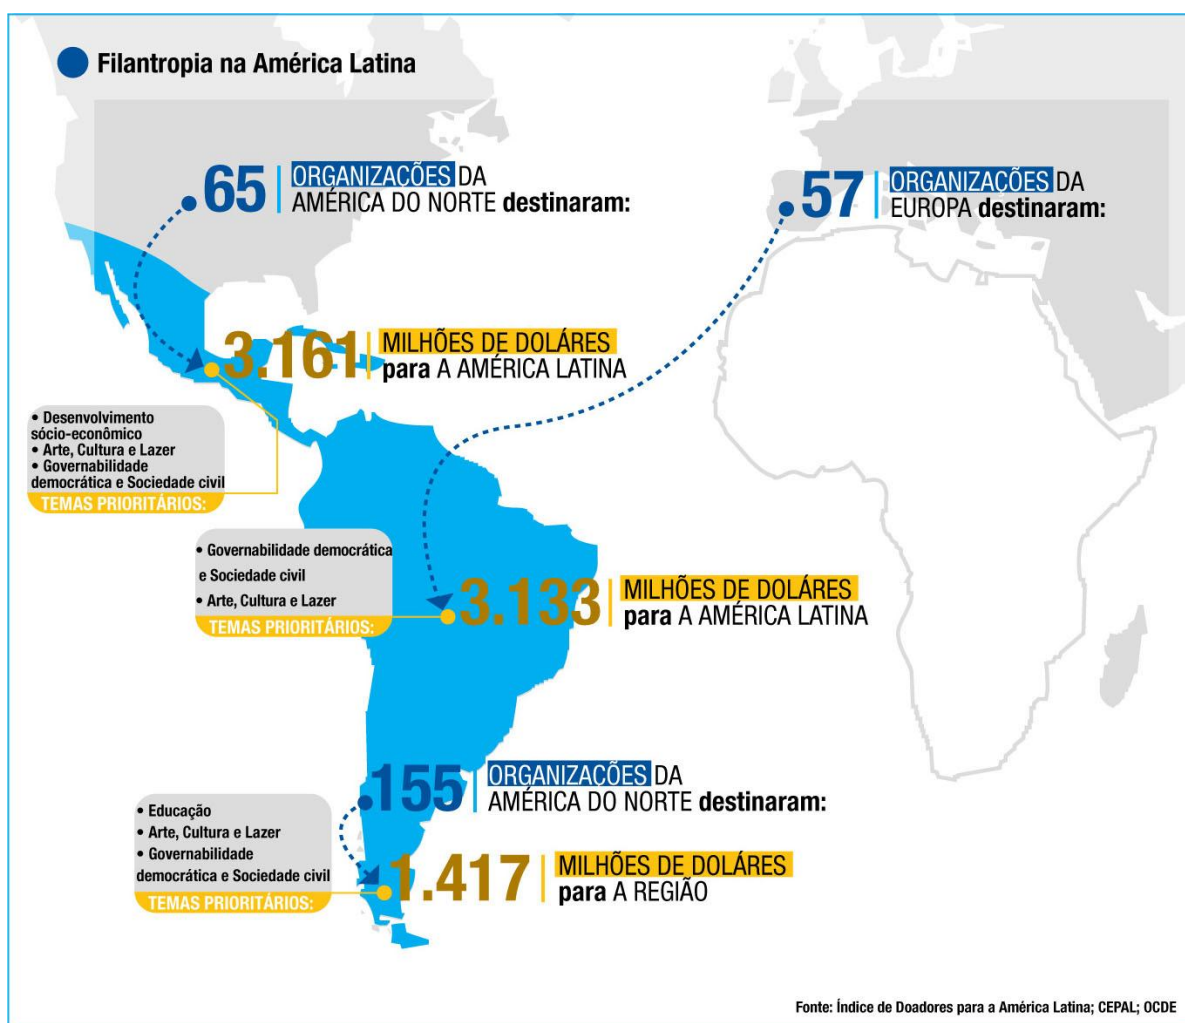 Filantropia na América Latina
65
ORGANIZAÇÕES DA
AMÉRICA DO NORTE destinaram:
57
ORGANIZAÇÕES DA
EUROPA destinaram:
3.161
MILHÕES DE DOLÁRES
para A AMÉRICA LATINA
• Desenvolvimento
sócio-econômico
• Arte, Cultura e Lazer
• Governabilidade
democrática e Sociedade civil
TEMAS PRIORITÁRIOS:
• Governabilidade democrática
e Sociedade civil
• Arte, Cultura e Lazer
TEMAS PRIORITÁRIOS:
3.133
MILHÕES DE DOLÁRES
para A AMÉRICA LATINA
155
ORGANIZAÇÕES DA
AMÉRICA DO NORTE destinaram:
• Educação
• Arte, Cultura e Lazer
• Governabilidade
democrática e Sociedade civil
TEMAS PRIORITÁRIOS:
1.417
MILHÕES DE DOLÁRES
para A REGIÃO
Fonte: Índice de Doadores para a América Latina; CEPAL; OCDE